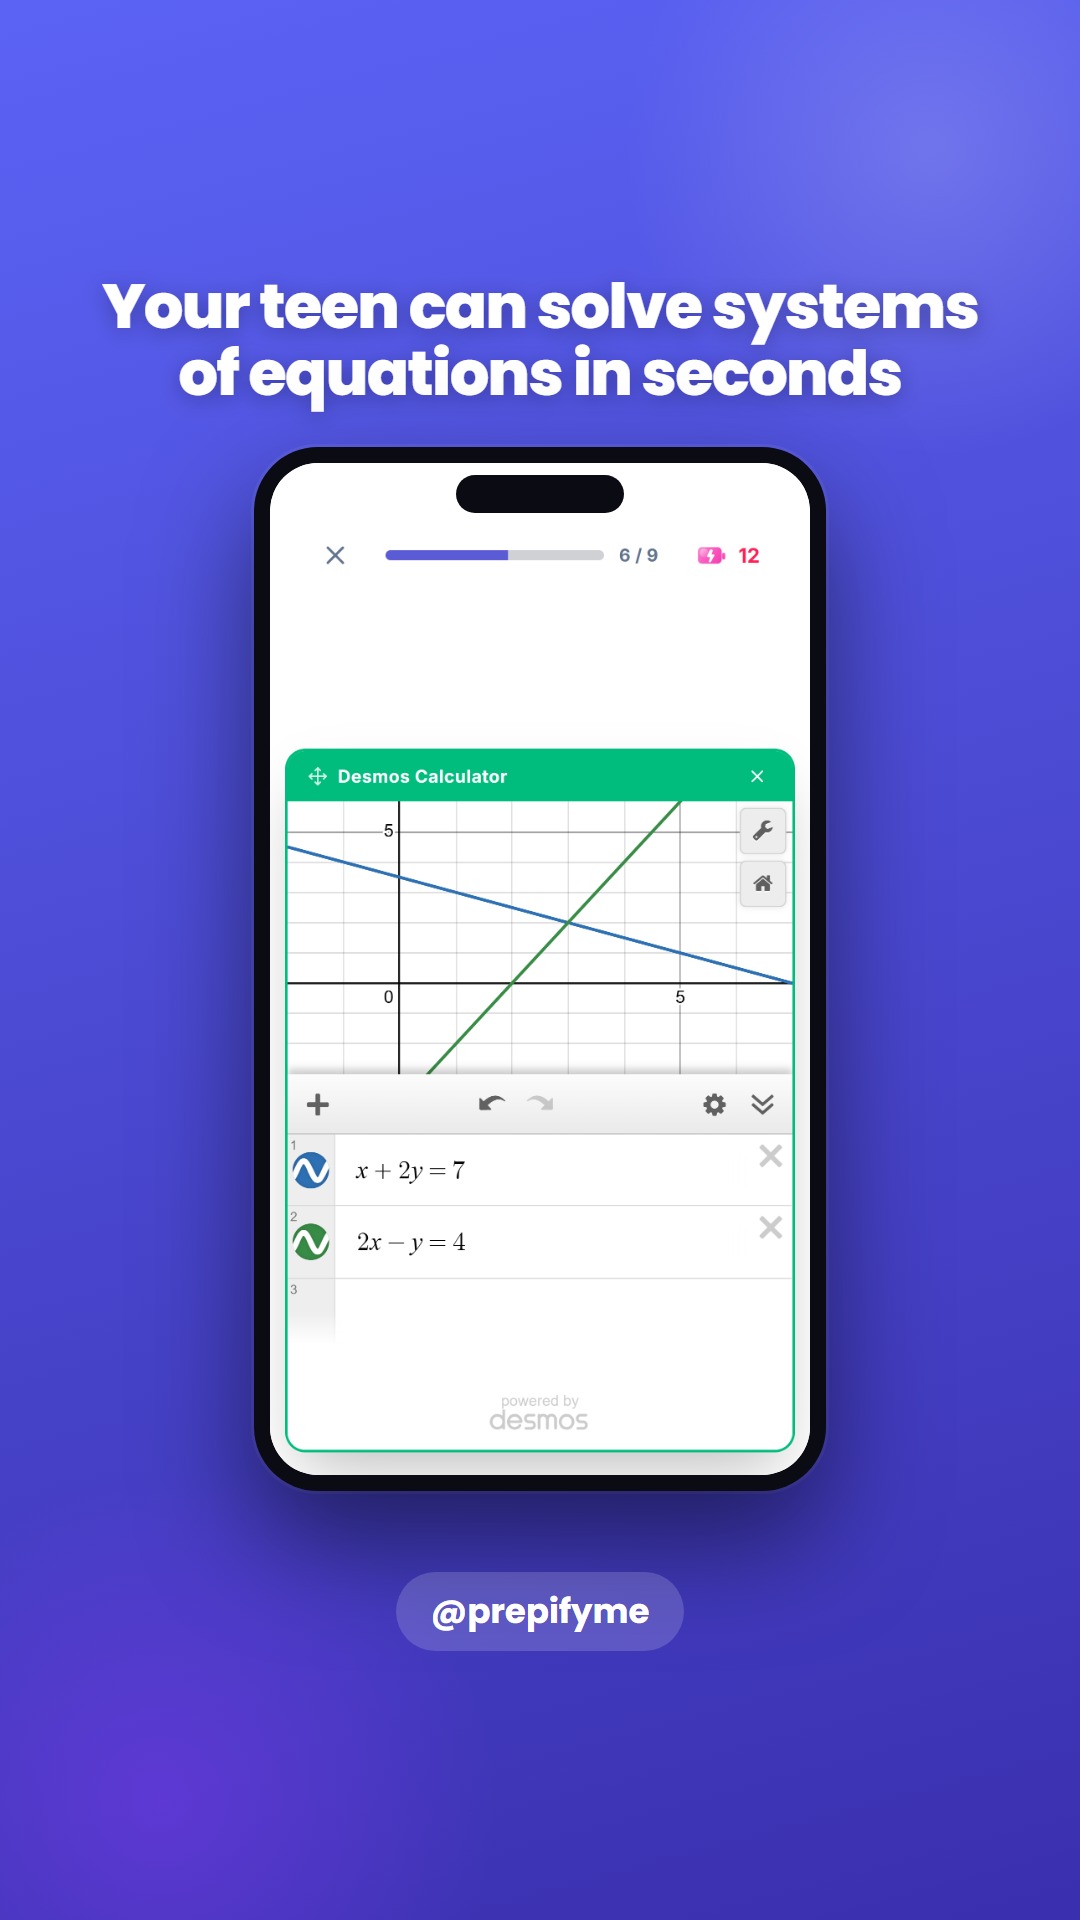 Your teen can solve systems
of equations in seconds
6 / 9
12
Desmos Calculator
5
0
5
1
x + 2y = 7
2
2x − y = 4
3
powered by
desmos
@prepifyme